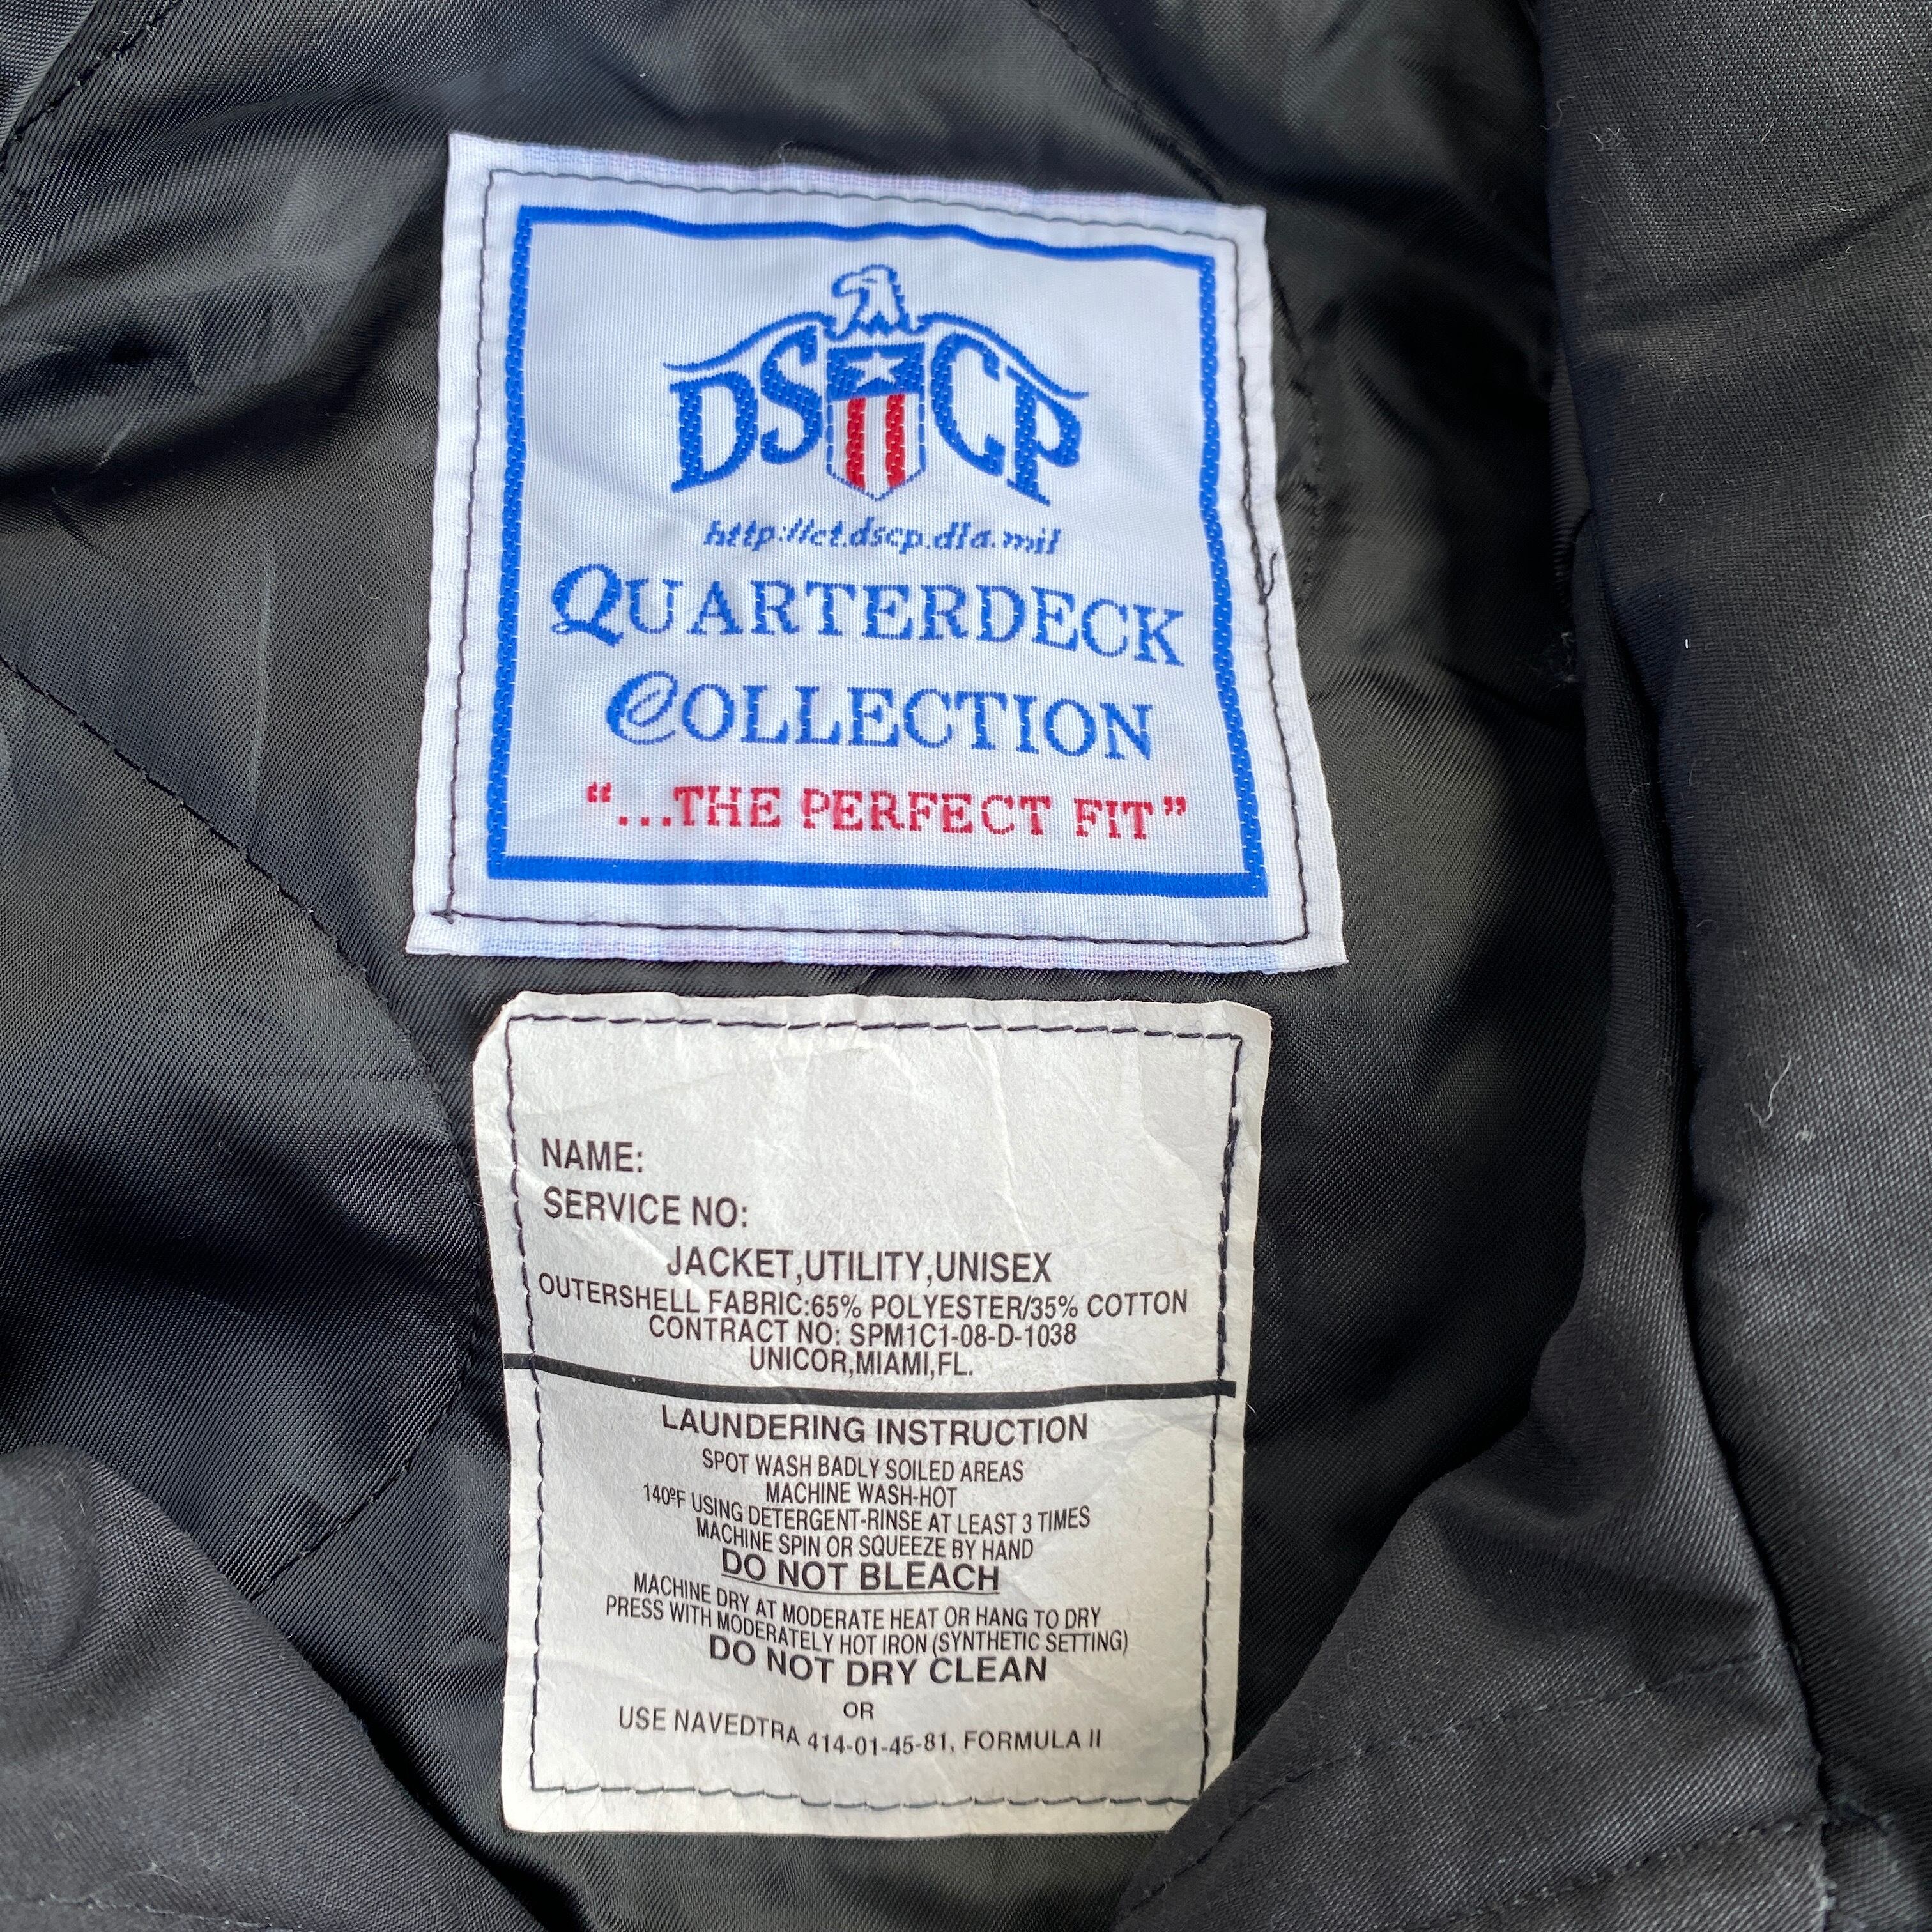 DSCP
http://ct.dscp.dla.mil
QUARTERDECK
COLLECTION
"...THE PERFECT FIT"
NAME:
SERVICE NO:
JACKET,UTILITY,UNISEX
OUTERSHELL FABRIC:65% POLYESTER/35% COTTON
CONTRACT NO: SPM1C1-08-D-1038
UNICOR,MIAMI,FL.
LAUNDERING INSTRUCTION
SPOT WASH BADLY SOILED AREAS
MACHINE WASH-HOT
140ºF USING DETERGENT-RINSE AT LEAST 3 TIMES
MACHINE SPIN OR SQUEEZE BY HAND
DO NOT BLEACH
MACHINE DRY AT MODERATE HEAT OR HANG TO DRY
PRESS WITH MODERATELY HOT IRON (SYNTHETIC SETTING)
DO NOT DRY CLEAN
OR
USE NAVEDTRA 414-01-45-81, FORMULA II